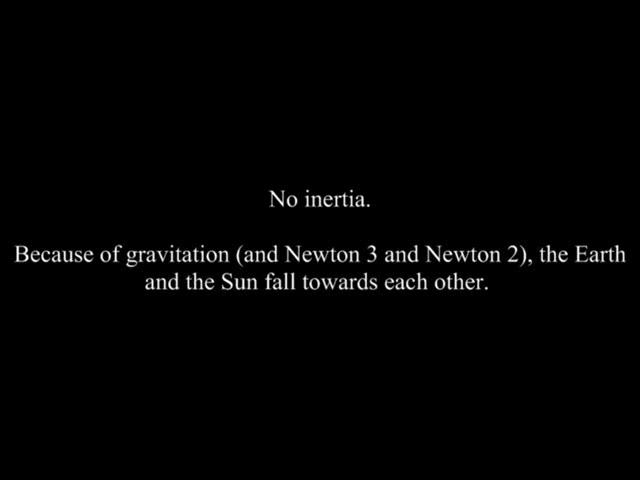 No inertia.
Because of gravitation (and Newton 3 and Newton 2), the Earth
and the Sun fall towards each other.